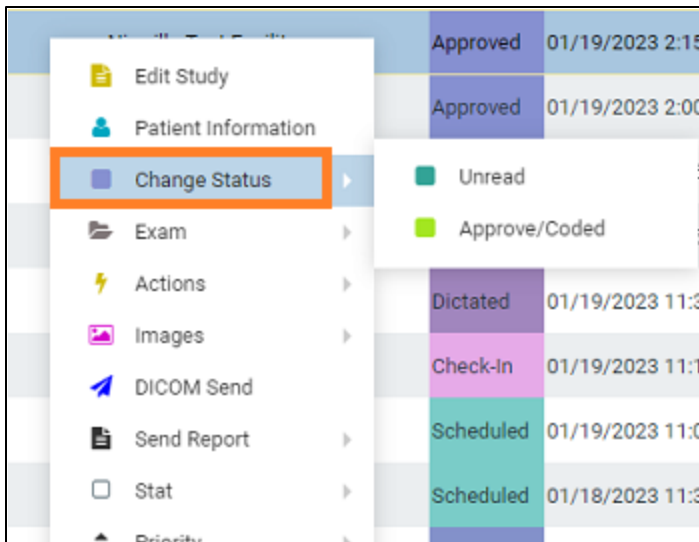 Approved 01/19/2023 2:15
Edit Study
Patient Information
Approved 01/19/2023 2:00
Change Status
Unread
Approve/Coded
Exam
Actions
Dictated 01/19/2023 11:3
Images
Check-In 01/19/2023 11:1
DICOM Send
Send Report
Scheduled 01/19/2023 11:0
Stat
Scheduled 01/18/2023 11:3
Priority